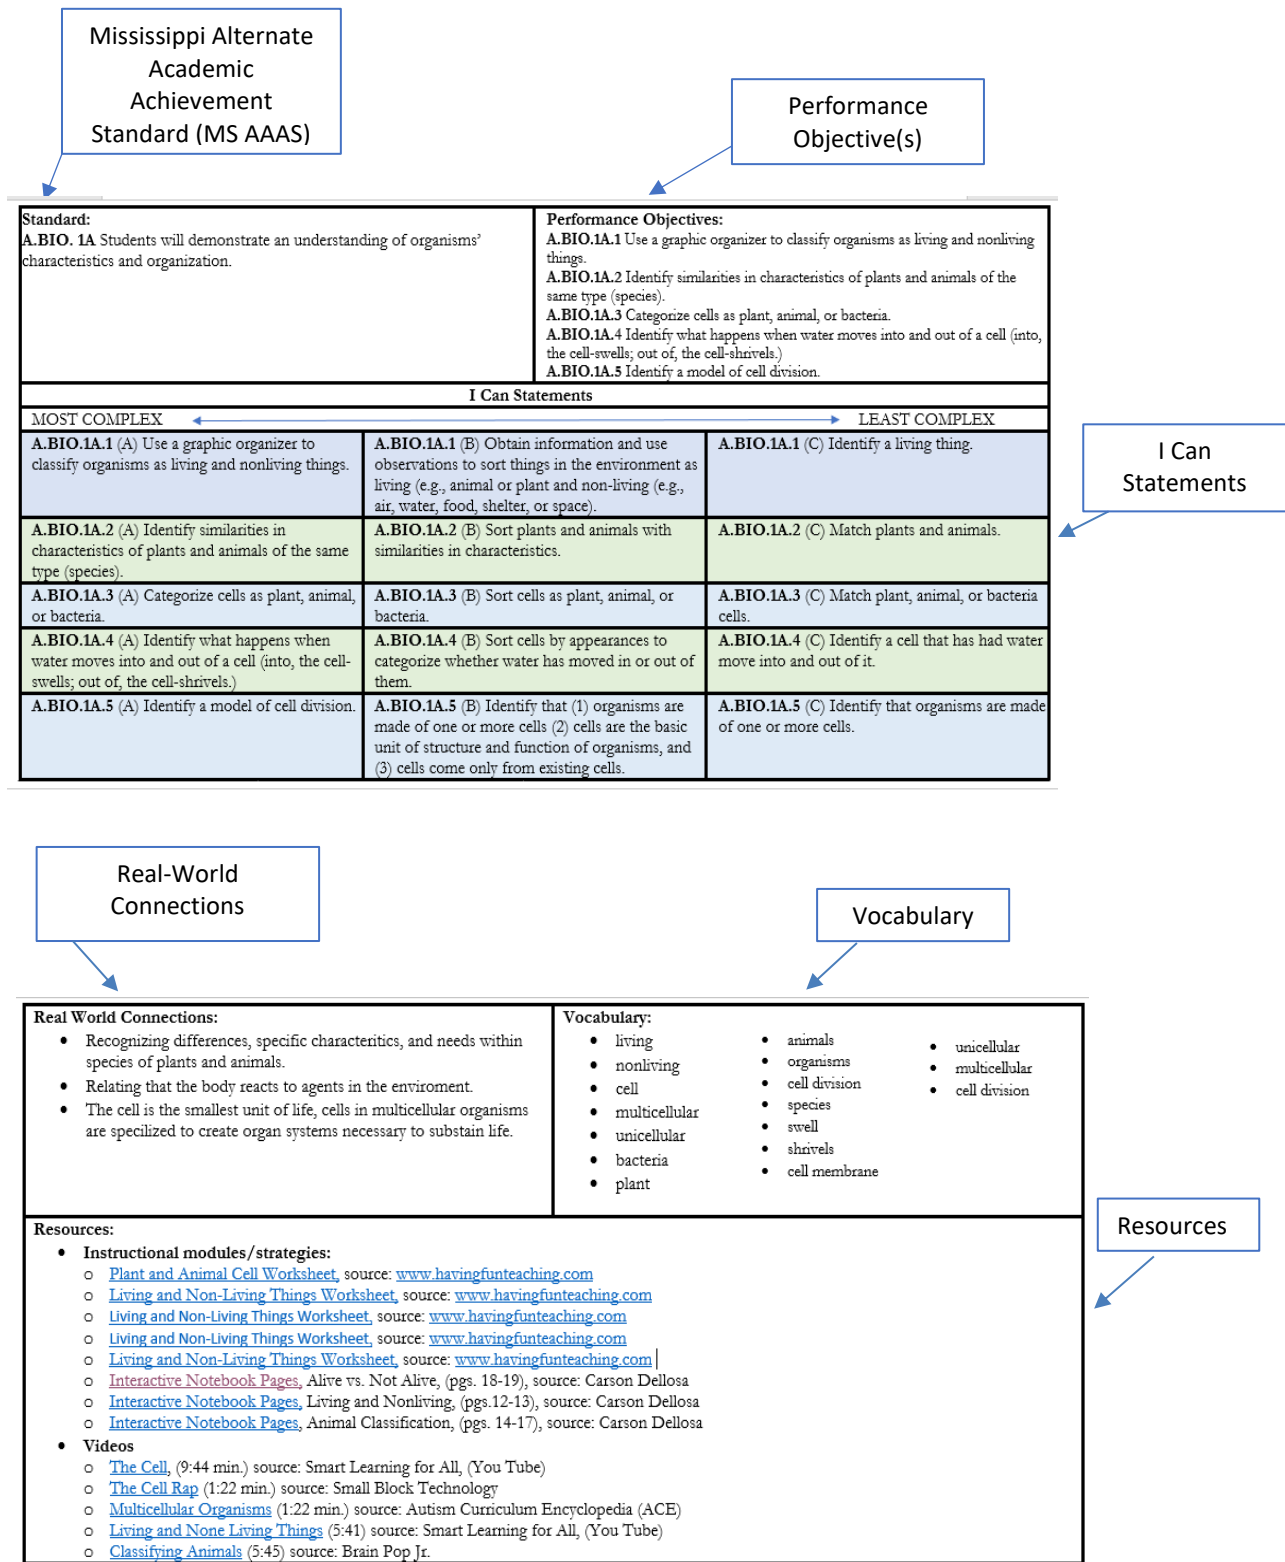 Mississippi Alternate
Academic
Achievement
Standard (MS AAAS)
Performance
Objective(s)
Standard:
A.BIO. 1A Students will demonstrate an understanding of organisms'
characteristics and organization.
Performance Objectives:
A.BIO.1A.1 Use a graphic organizer to classify organisms as living and nonliving
things.
A.BIO.1A.2 Identify similarities in characteristics of plants and animals of the
same type (species).
A.BIO.1A.3 Categorize cells as plant, animal, or bacteria.
A.BIO.1A.4 Identify what happens when water moves into and out of a cell (into,
the cell-swells; out of, the cell-shrivels.)
A.BIO.1A.5 Identify a model of cell division.
I Can Statements
MOST COMPLEX
LEAST COMPLEX
A.BIO.1A.1 (A) Use a graphic organizer to
classify organisms as living and nonliving things.
A.BIO.1A.1 (B) Obtain information and use
observations to sort things in the environment as
living (e.g., animal or plant and non-living (e.g.,
air, water, food, shelter, or space).
A.BIO.1A.1 (C) Identify a living thing.
I Can
Statements
A.BIO.1A.2 (A) Identify similarities in
characteristics of plants and animals of the same
type (species).
A.BIO.1A.2 (B) Sort plants and animals with
similarities in characteristics.
A.BIO.1A.2 (C) Match plants and animals.
A.BIO.1A.3 (A) Categorize cells as plant, animal,
or bacteria.
A.BIO.1A.3 (B) Sort cells as plant, animal, or
bacteria.
A.BIO.1A.3 (C) Match plant, animal, or bacteria
cells.
A.BIO.1A.4 (A) Identify what happens when
water moves into and out of a cell (into, the cell-
swells; out of, the cell-shrivels.)
A.BIO.1A.4 (B) Sort cells by appearances to
categorize whether water has moved in or out of
them.
A.BIO.1A.4 (C) Identify a cell that has had water
move into and out of it.
A.BIO.1A.5 (A) Identify a model of cell division.
A.BIO.1A.5 (B) Identify that (1) organisms are
made of one or more cells (2) cells are the basic
unit of structure and function of organisms, and
(3) cells come only from existing cells.
A.BIO.1A.5 (C) Identify that organisms are made
of one or more cells.
Real-World
Connections
Vocabulary
Real World Connections:
• Recognizing differences, specific characteritics, and needs within
species of plants and animals.
• Relating that the body reacts to agents in the enviroment.
• The cell is the smallest unit of life, cells in multicellular organisms
are specilized to create organ systems necessary to substain life.
Vocabulary:
• living
• nonliving
• cell
• multicellular
• unicellular
• bacteria
• plant
• animals
• organisms
• cell division
• species
• swell
• shrivels
• cell membrane
• unicellular
• multicellular
• cell division
Resources
Resources:
• Instructional modules/strategies:
o Plant and Animal Cell Worksheet, source: www.havingfunteaching.com
o Living and Non-Living Things Worksheet, source: www.havingfunteaching.com
o Living and Non-Living Things Worksheet, source: www.havingfunteaching.com
o Living and Non-Living Things Worksheet, source: www.havingfunteaching.com
o Living and Non-Living Things Worksheet, source: www.havingfunteaching.com
o Interactive Notebook Pages, Alive vs. Not Alive, (pgs. 18-19), source: Carson Dellosa
o Interactive Notebook Pages, Living and Nonliving, (pgs.12-13), source: Carson Dellosa
o Interactive Notebook Pages, Animal Classification, (pgs. 14-17), source: Carson Dellosa
• Videos
o The Cell, (9:44 min.) source: Smart Learning for All, (You Tube)
o The Cell Rap (1:22 min.) source: Small Block Technology
o Multicellular Organisms (1:22 min.) source: Autism Curriculum Encyclopedia (ACE)
o Living and None Living Things (5:41) source: Smart Learning for All, (You Tube)
o Classifying Animals (5:45) source: Brain Pop Jr.